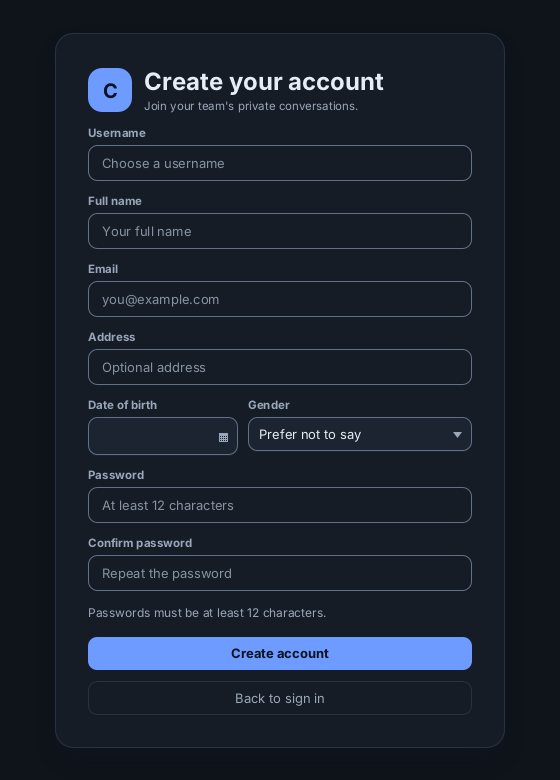 C
Create your account
Join your team's private conversations.
Username
Choose a username
Full name
Your full name
Email
you@example.com
Address
Optional address
Date of birth
Gender
Prefer not to say
Password
At least 12 characters
Confirm password
Repeat the password
Passwords must be at least 12 characters.
Create account
Back to sign in